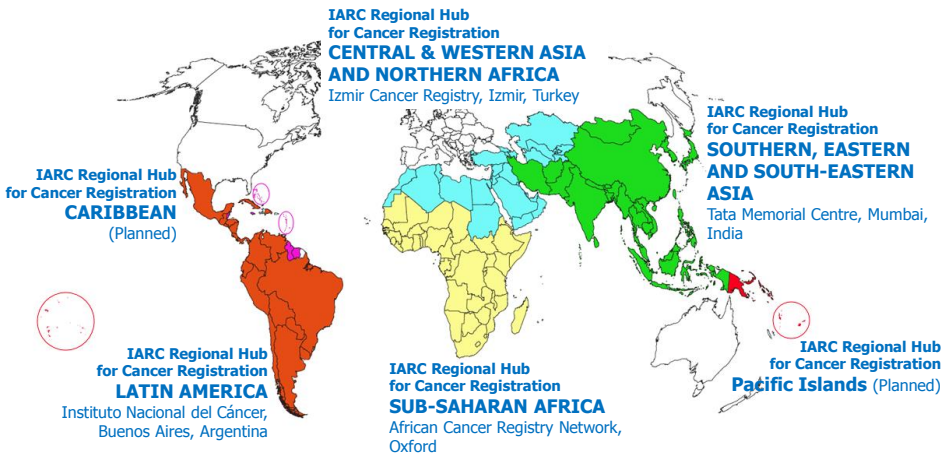 IARC Regional Hub
for Cancer Registration
CENTRAL & WESTERN ASIA
AND NORTHERN AFRICA
Izmir Cancer Registry, Izmir, Turkey
IARC Regional Hub
for Cancer Registration
SOUTHERN, EASTERN
AND SOUTH-EASTERN
ASIA
Tata Memorial Centre, Mumbai,
India
IARC Regional Hub
for Cancer Registration
CARIBBEAN
(Planned)
IARC Regional Hub
for Cancer Registration
LATIN AMERICA
Instituto Nacional del Cáncer,
Buenos Aires, Argentina
IARC Regional Hub
for Cancer Registration
SUB-SAHARAN AFRICA
African Cancer Registry Network,
Oxford
IARC Regional Hub
for Cancer Registration
Pacific Islands (Planned)